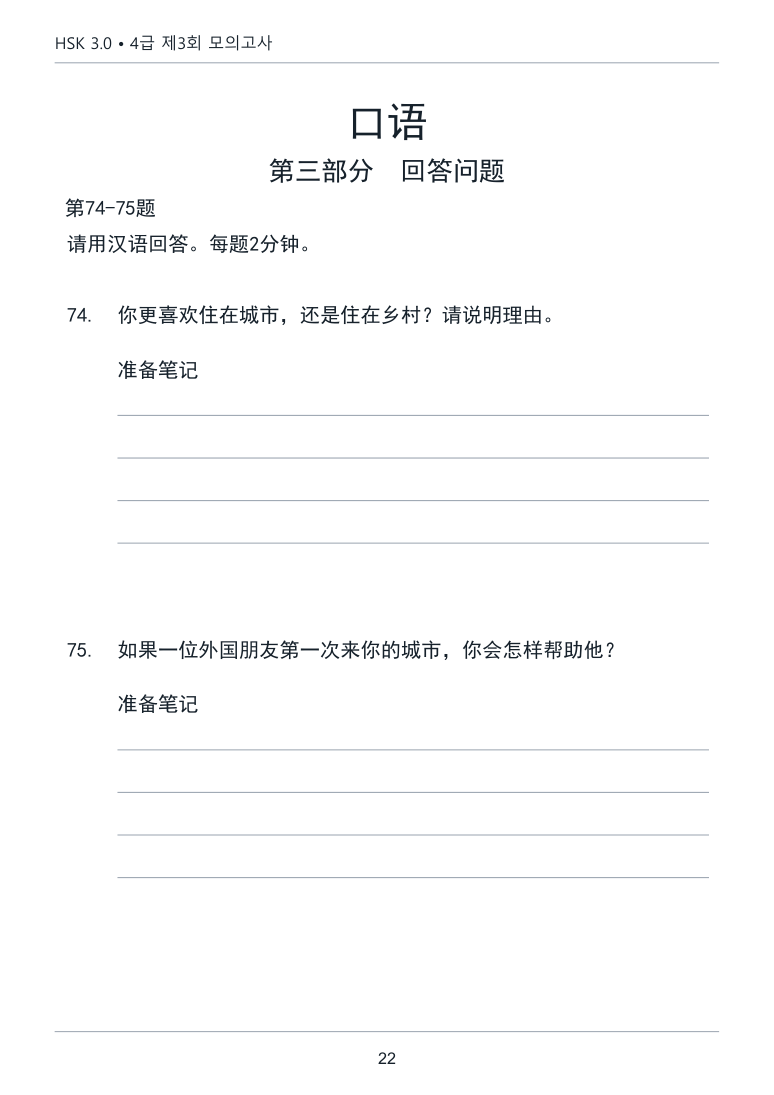 HSK 3.0 • 4급 제3회 모의고사
口语
第三部分　回答问题
第74-75题
请用汉语回答。每题2分钟。
74. 你更喜欢住在城市，还是住在乡村？请说明理由。
准备笔记
75. 如果一位外国朋友第一次来你的城市，你会怎样帮助他？
准备笔记
22